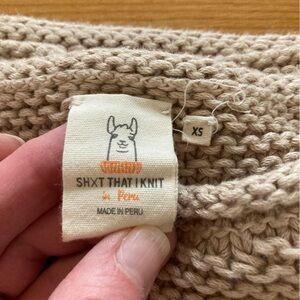 SHXT THAT I KNIT
in Peru
MADE IN PERU
XS